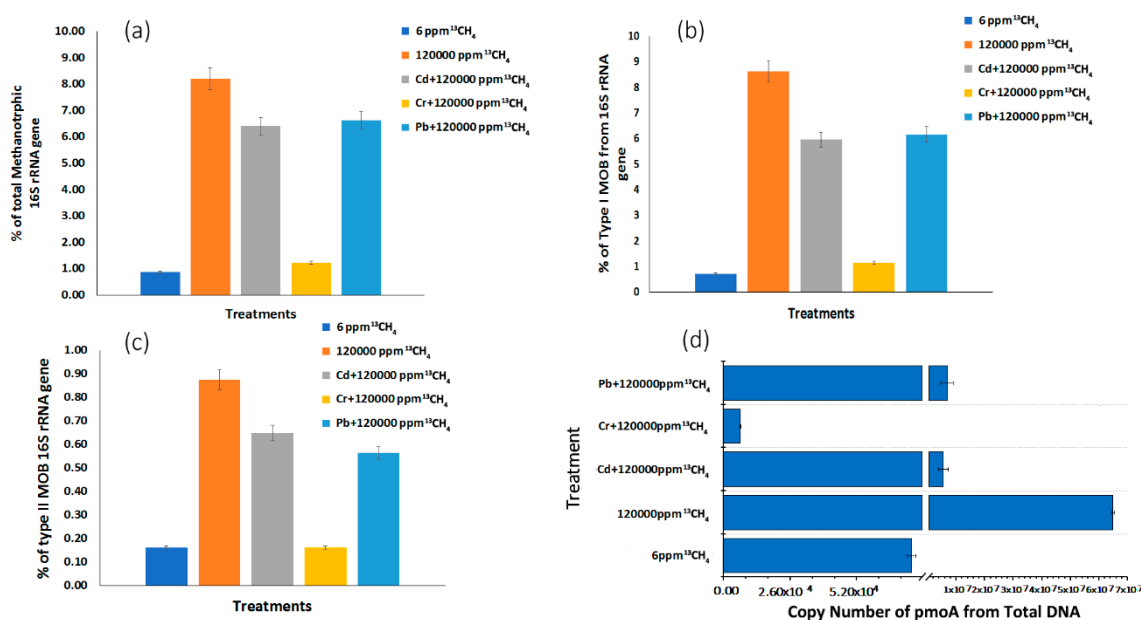 (a)
10.00
9.00
8.00
7.00
6.00
5.00
4.00
3.00
2.00
1.00
0.00
% of total Methanotrphic
16S rRNA gene
Treatments
6 ppm ¹³CH₄
120000 ppm ¹³CH₄
Cd+120000 ppm ¹³CH₄
Cr+120000 ppm ¹³CH₄
Pb+120000 ppm ¹³CH₄
(b)
10
9
8
7
6
5
4
3
2
1
0
% of Type I MOB from 16S rRNA
gene
Treatments
6 ppm ¹³CH₄
120000 ppm ¹³CH₄
Cd+120000 ppm ¹³CH₄
Cr+120000 ppm ¹³CH₄
Pb+120000 ppm ¹³CH₄
(c)
1.00
0.90
0.80
0.70
0.60
0.50
0.40
0.30
0.20
0.10
0.00
% of type II MOB 16S rRNA gene
Treatments
6 ppm ¹³CH₄
120000 ppm ¹³CH₄
Cd+120000 ppm ¹³CH₄
Cr+120000 ppm ¹³CH₄
Pb+120000 ppm ¹³CH₄
(d)
Treatment
Pb+120000ppm¹³CH₄
Cr+120000ppm¹³CH₄
Cd+120000ppm¹³CH₄
120000ppm¹³CH₄
6ppm¹³CH₄
0.00 2.60x10⁴ 5.20x10⁴ 1x10⁷ 2x10⁷ 3x10⁷ 4x10⁷ 5x10⁷ 6x10⁷ 7x10⁷
Copy Number of pmoA from Total DNA